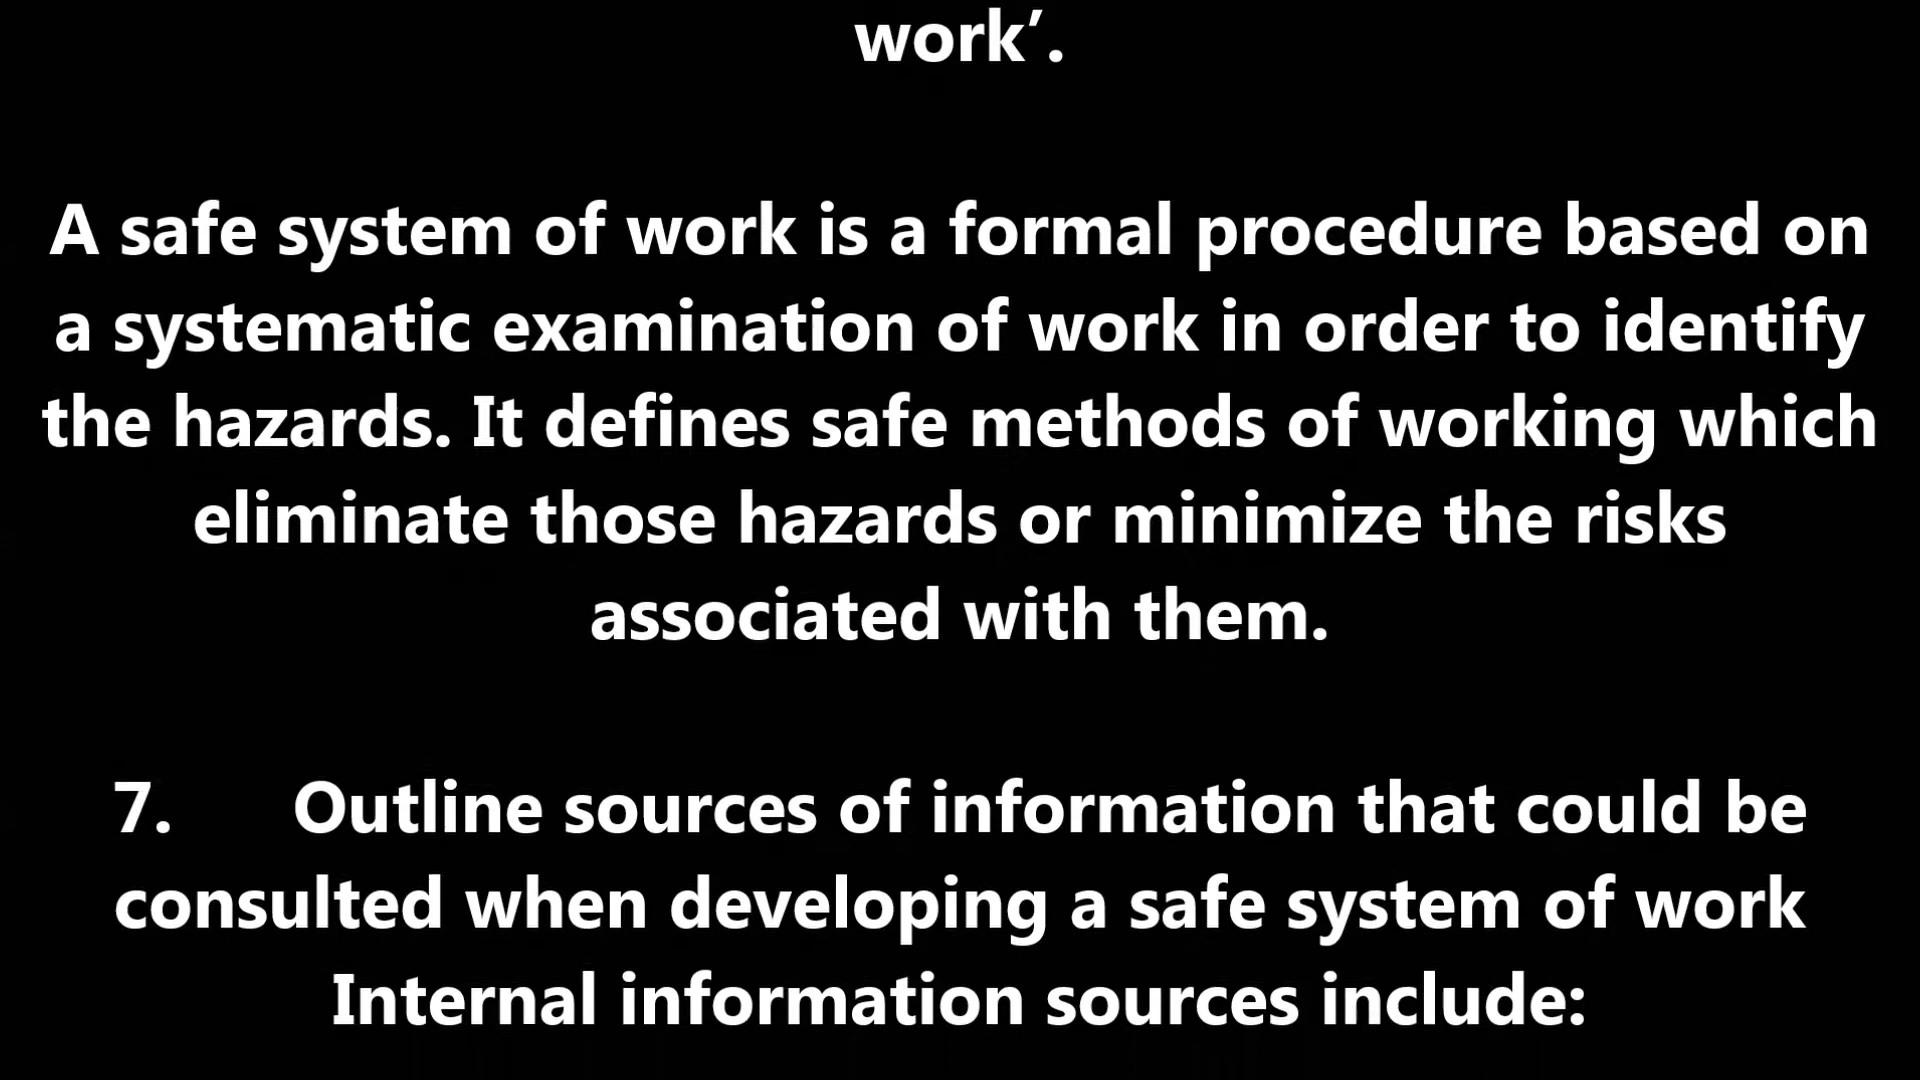 work’.
A safe system of work is a formal procedure based on
a systematic examination of work in order to identify
the hazards. It defines safe methods of working which
eliminate those hazards or minimize the risks
associated with them.
7. Outline sources of information that could be
consulted when developing a safe system of work
Internal information sources include: